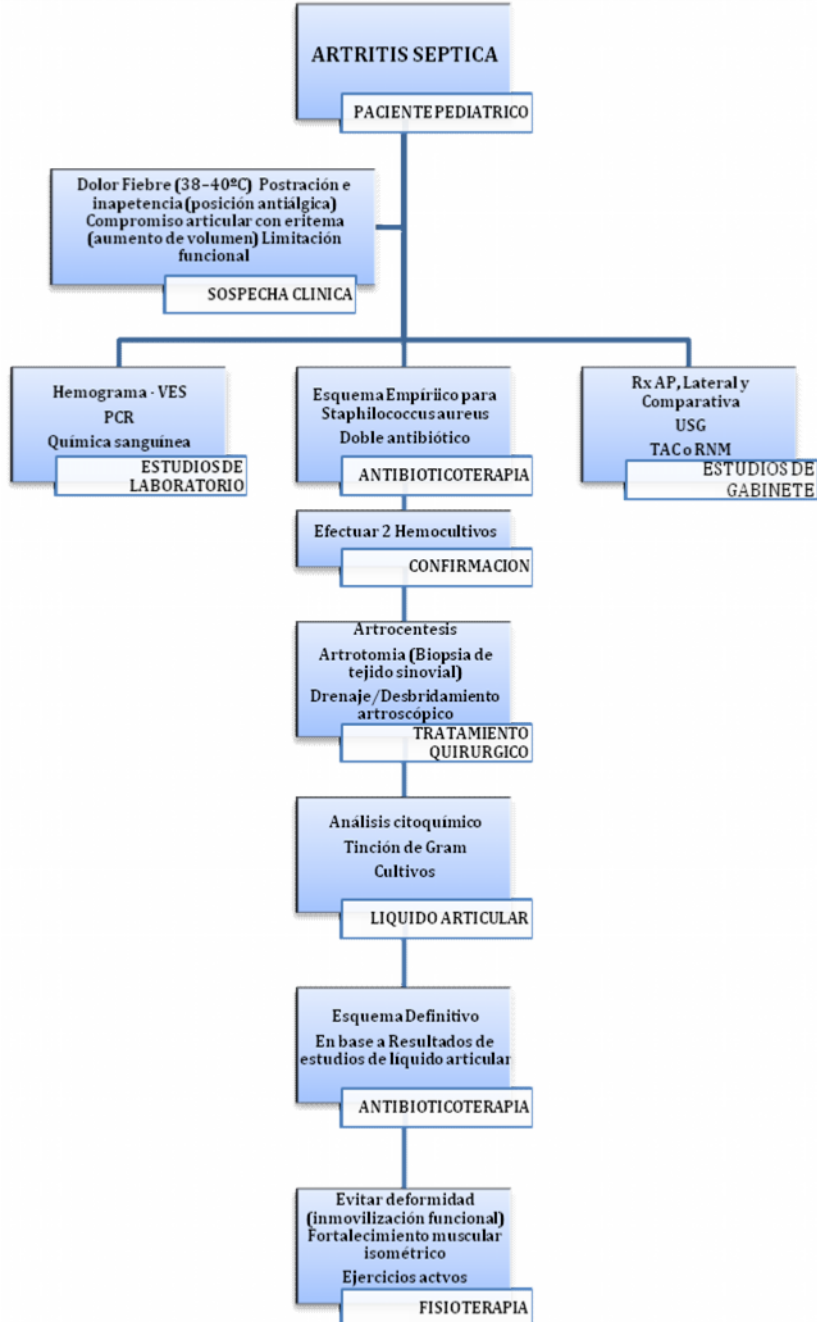 ARTRITIS SEPTICA
PACIENTE PEDIATRICO
Dolor Fiebre (38–40ºC) Postración e
inapetencia (posición antiálgica)
Compromiso articular con eritema
(aumento de volumen) Limitación
funcional
SOSPECHA CLINICA
Hemograma - VES
PCR
Química sanguínea
ESTUDIOS DE
LABORATORIO
Esquema Empíriico para
Staphilococcus aureus
Doble antibiótico
ANTIBIOTICOTERAPIA
Rx AP, Lateral y
Comparativa
USG
TAC o RNM
ESTUDIOS DE
GABINETE
Efectuar 2 Hemocultivos
CONFIRMACION
Artrocentesis
Artrotomia (Biopsia de
tejido sinovial)
Drenaje/Desbridamiento
artroscópico
TRATAMIENTO
QUIRURGICO
Análisis citoquímico
Tinción de Gram
Cultivos
LIQUIDO ARTICULAR
Esquema Definitivo
En base a Resultados de
estudios de líquido articular
ANTIBIOTICOTERAPIA
Evitar deformidad
(inmovilización funcional)
Fortalecimiento muscular
isométrico
Ejercicios actvos
FISIOTERAPIA